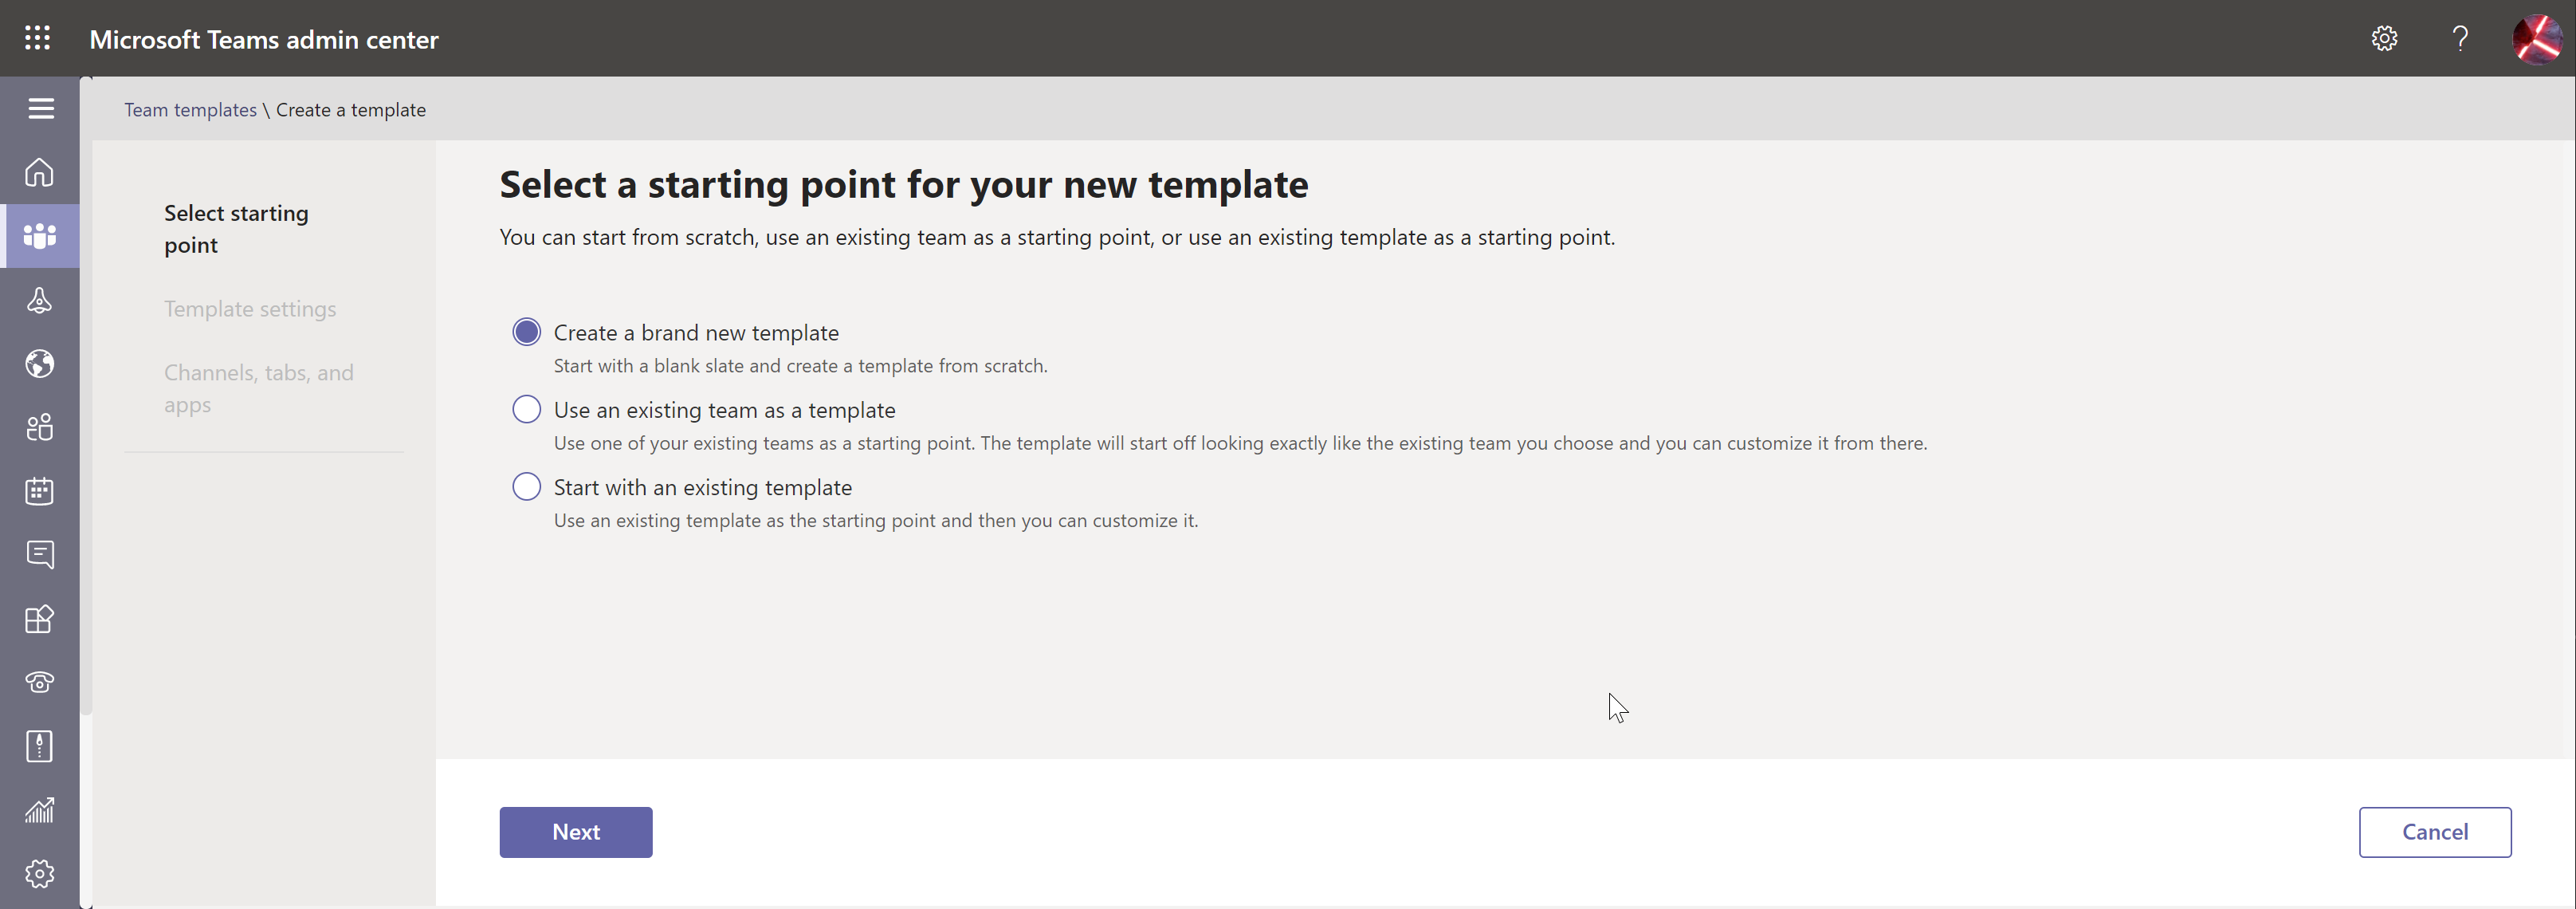 Microsoft Teams admin center
Team templates \ Create a template
Select starting
point
Template settings
Channels, tabs, and
apps
Select a starting point for your new template
You can start from scratch, use an existing team as a starting point, or use an existing template as a starting point.
Create a brand new template
Start with a blank slate and create a template from scratch.
Use an existing team as a template
Use one of your existing teams as a starting point. The template will start off looking exactly like the existing team you choose and you can customize it from there.
Start with an existing template
Use an existing template as the starting point and then you can customize it.
Next
Cancel